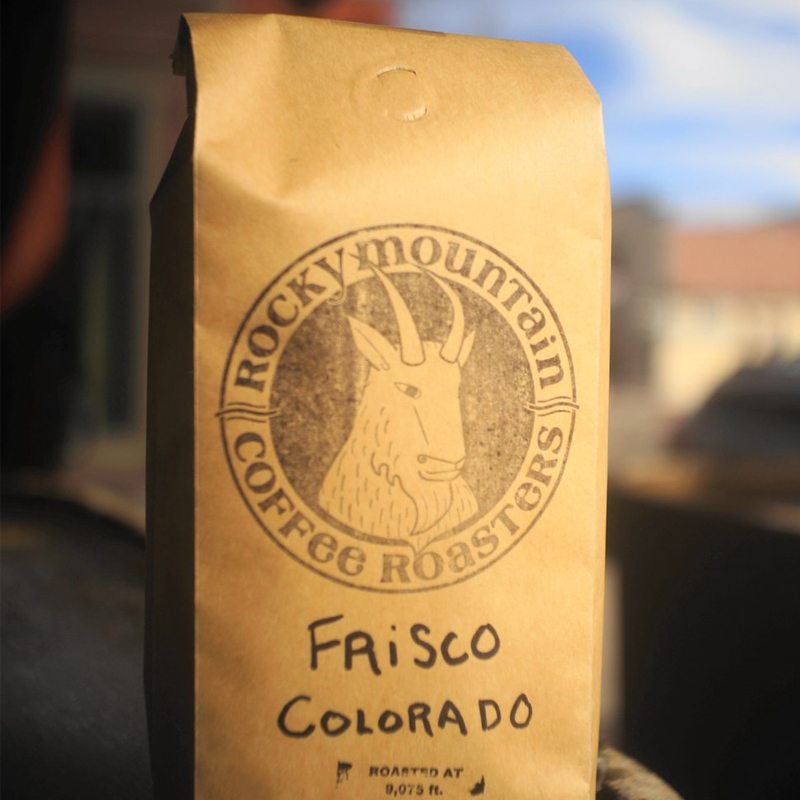 ROCKY mOUNTain
COFFee ROasTeRS
FRiSCO
COLORADO
ROASTED AT
9,075 ft.